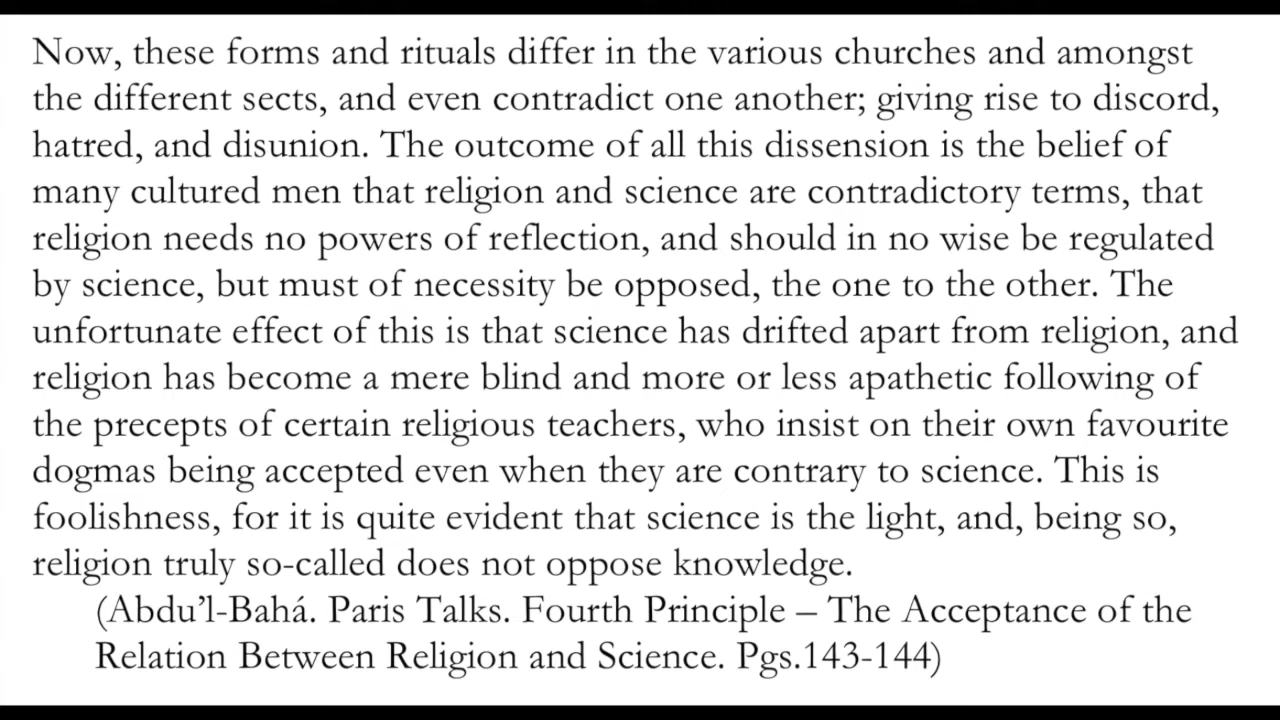 Now, these forms and rituals differ in the various churches and amongst
the different sects, and even contradict one another; giving rise to discord,
hatred, and disunion. The outcome of all this dissension is the belief of
many cultured men that religion and science are contradictory terms, that
religion needs no powers of reflection, and should in no wise be regulated
by science, but must of necessity be opposed, the one to the other. The
unfortunate effect of this is that science has drifted apart from religion, and
religion has become a mere blind and more or less apathetic following of
the precepts of certain religious teachers, who insist on their own favourite
dogmas being accepted even when they are contrary to science. This is
foolishness, for it is quite evident that science is the light, and, being so,
religion truly so-called does not oppose knowledge.
(Abdu’l-Bahá. Paris Talks. Fourth Principle – The Acceptance of the
Relation Between Religion and Science. Pgs.143-144)